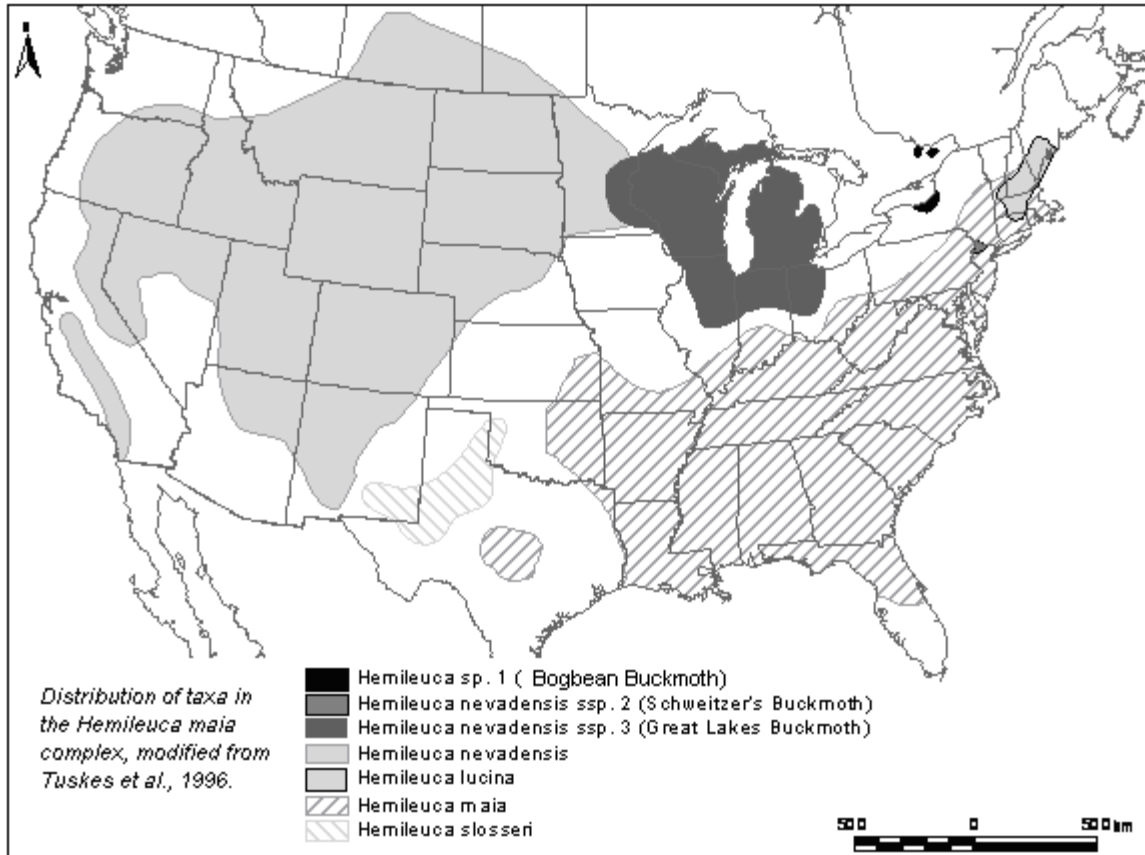 Distribution of taxa in
the Hemileuca maia
complex, modified from
Tuskes et al., 1996.
Hemileuca sp. 1 ( Bogbean Buckmoth)
Hemileuca nevadensis ssp. 2 (Schweitzer's Buckmoth)
Hemileuca nevadensis ssp. 3 (Great Lakes Buckmoth)
Hemileuca nevadensis
Hemileuca lucina
Hemileuca maia
Hemileuca slosseri
500 0 500 km